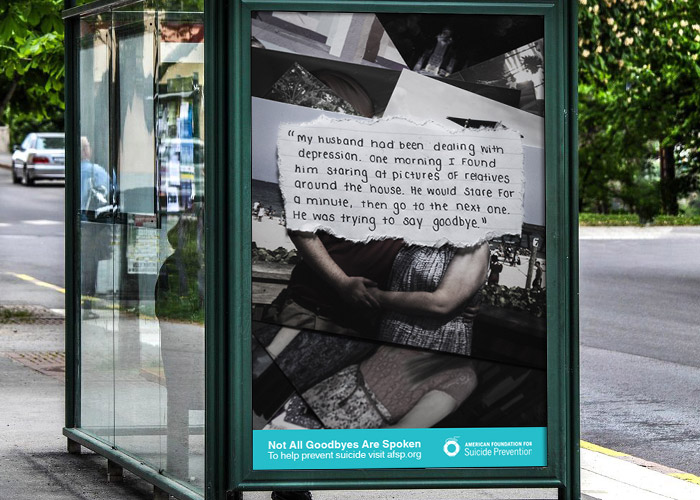 "My husband had been dealing with
depression. One morning I found
him staring at pictures of relatives
around the house. He would stare for
a minute, then go to the next one.
He was trying to say goodbye."
Not All Goodbyes Are Spoken
To help prevent suicide visit afsp.org
AMERICAN FOUNDATION FOR
Suicide Prevention